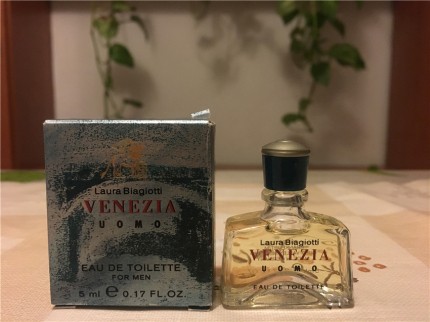 Laura Biagiotti
VENEZIA
UOMO
EAU DE TOILETTE
FOR MEN
5 ml e 0.17 FL.OZ.
Laura Biagiotti
VENEZIA
UOMO
EAU DE TOILETTE